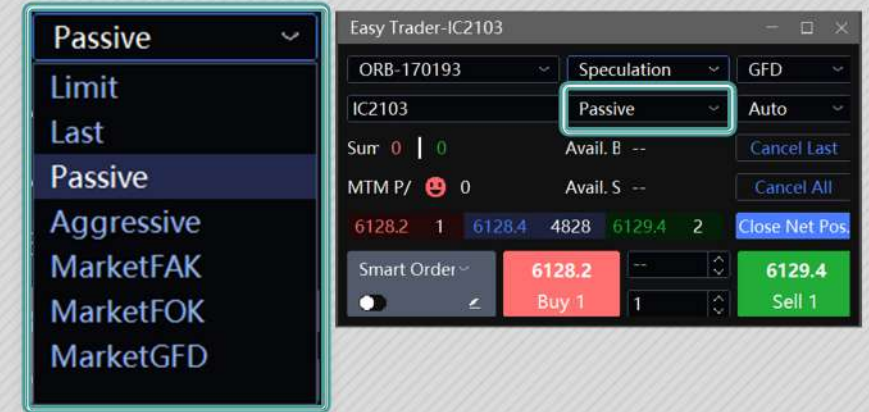 Passive
Limit
Last
Passive
Aggressive
MarketFAK
MarketFOK
MarketGFD
Easy Trader-IC2103
ORB-170193 Speculation GFD
IC2103 Passive Auto
Sum 0 0 Avail. B -- Cancel Last
MTM P/ 0 Avail. S -- Cancel All
6128.2 1 6128.4 4828 6129.4 2 Close Net Pos.
Smart Order 6128.2 -- 6129.4
Buy 1 1 Sell 1